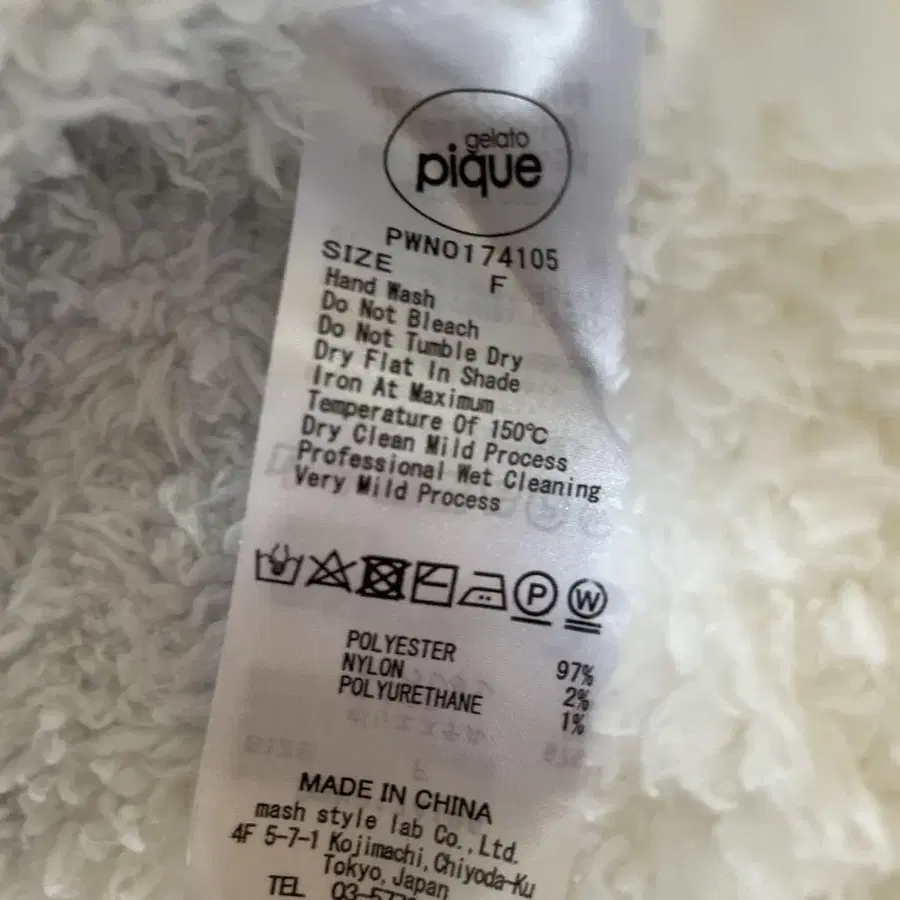 gelato
pique
PWNO174105
SIZE F
Hand Wash
Do Not Bleach
Do Not Tumble Dry
Dry Flat In Shade
Iron At Maximum
Temperature Of 150℃
Dry Clean Mild Process
Professional Wet Cleaning
Very Mild Process
P W
POLYESTER 97%
NYLON 2%
POLYURETHANE 1%
MADE IN CHINA
mash style lab Co.,Ltd.
4F 5-7-1 Kojimachi,Chiyoda-Ku
Tokyo,Japan
TEL